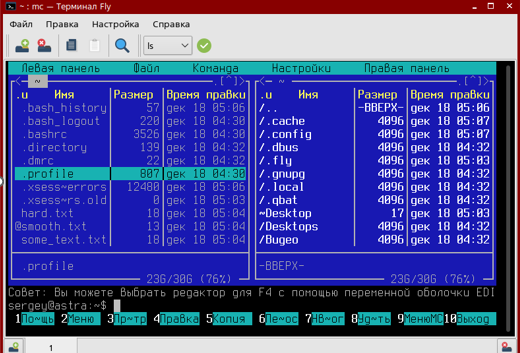 ~ : mc — Терминал Fly
Файл Правка Настройка Справка
ls
Левая панель Файл Команда Настройки Правая панель
<─ ~ ─.[^]> <─ ~ ─.[^]>
.и Имя Размер Время правки .и Имя Размер Время правки
.bash_history 57 дек 18 05:06 /.. -ВВЕРХ- дек 18 05:06
.bash_logout 220 дек 18 04:30 /.cache 4096 дек 18 05:07
.bashrc 3526 дек 18 04:30 /.config 4096 дек 18 05:07
.directory 139 дек 18 04:32 /.dbus 4096 дек 18 04:32
.dmrc 22 дек 18 04:32 /.fly 4096 дек 18 05:03
.profile 807 дек 18 04:30 /.gnupg 4096 дек 18 04:32
.xsess~errors 12480 дек 18 05:06 /.local 4096 дек 18 05:06
.xsess~rs.old 0 дек 18 05:03 /.qbat 4096 дек 18 04:32
hard.txt 18 дек 18 05:04 ~Desktop 17 дек 18 05:03
@smooth.txt 13 дек 18 05:04 /Desktops 4096 дек 18 04:32
some_text.txt 18 дек 18 05:04 /Видео 4096 дек 18 04:32
.profile -ВВЕРХ-
23G/30G (76%) 23G/30G (76%)
Совет: Вы можете Выбрать редактор для F4 с помощью переменной оболочки EDI
sergey@astra:~$
1По~щь 2Меню 3Пр~тр 4Правка 5Копия 6Пе~ос 7НВ~ог 8Уд~ть 9МенюMC 10Выход
1